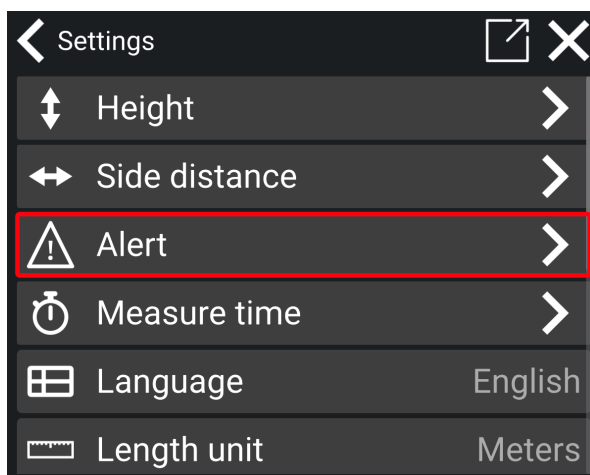 Settings
Height
Side distance
Alert
Measure time
Language English
Length unit Meters